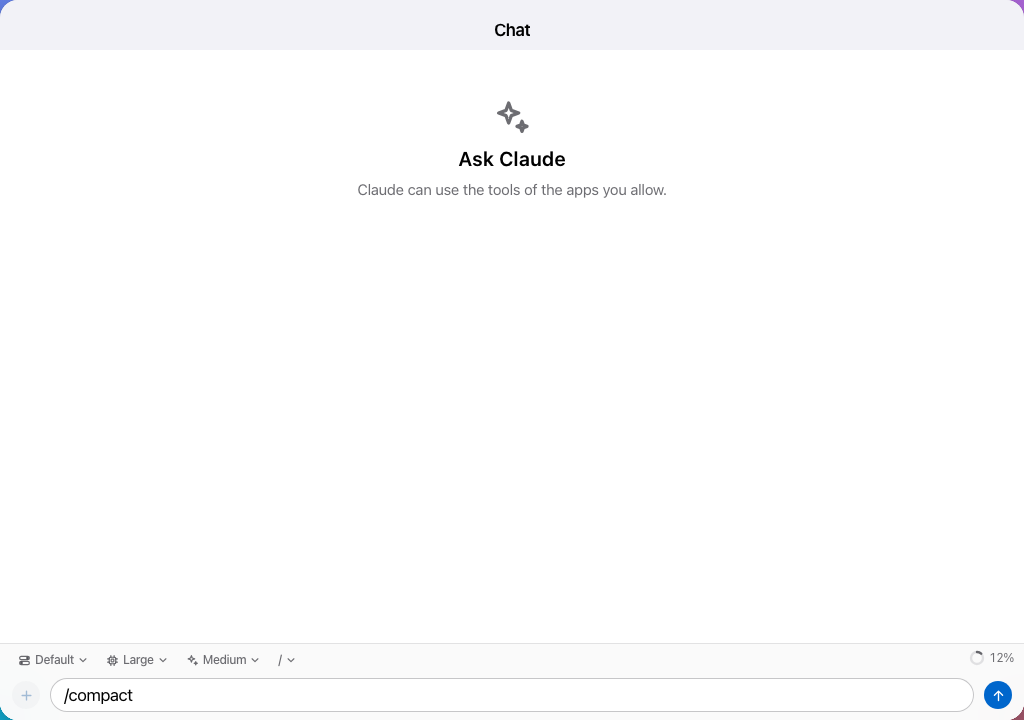 Chat
Ask Claude
Claude can use the tools of the apps you allow.
Default
Large
Medium
/
12%
/compact